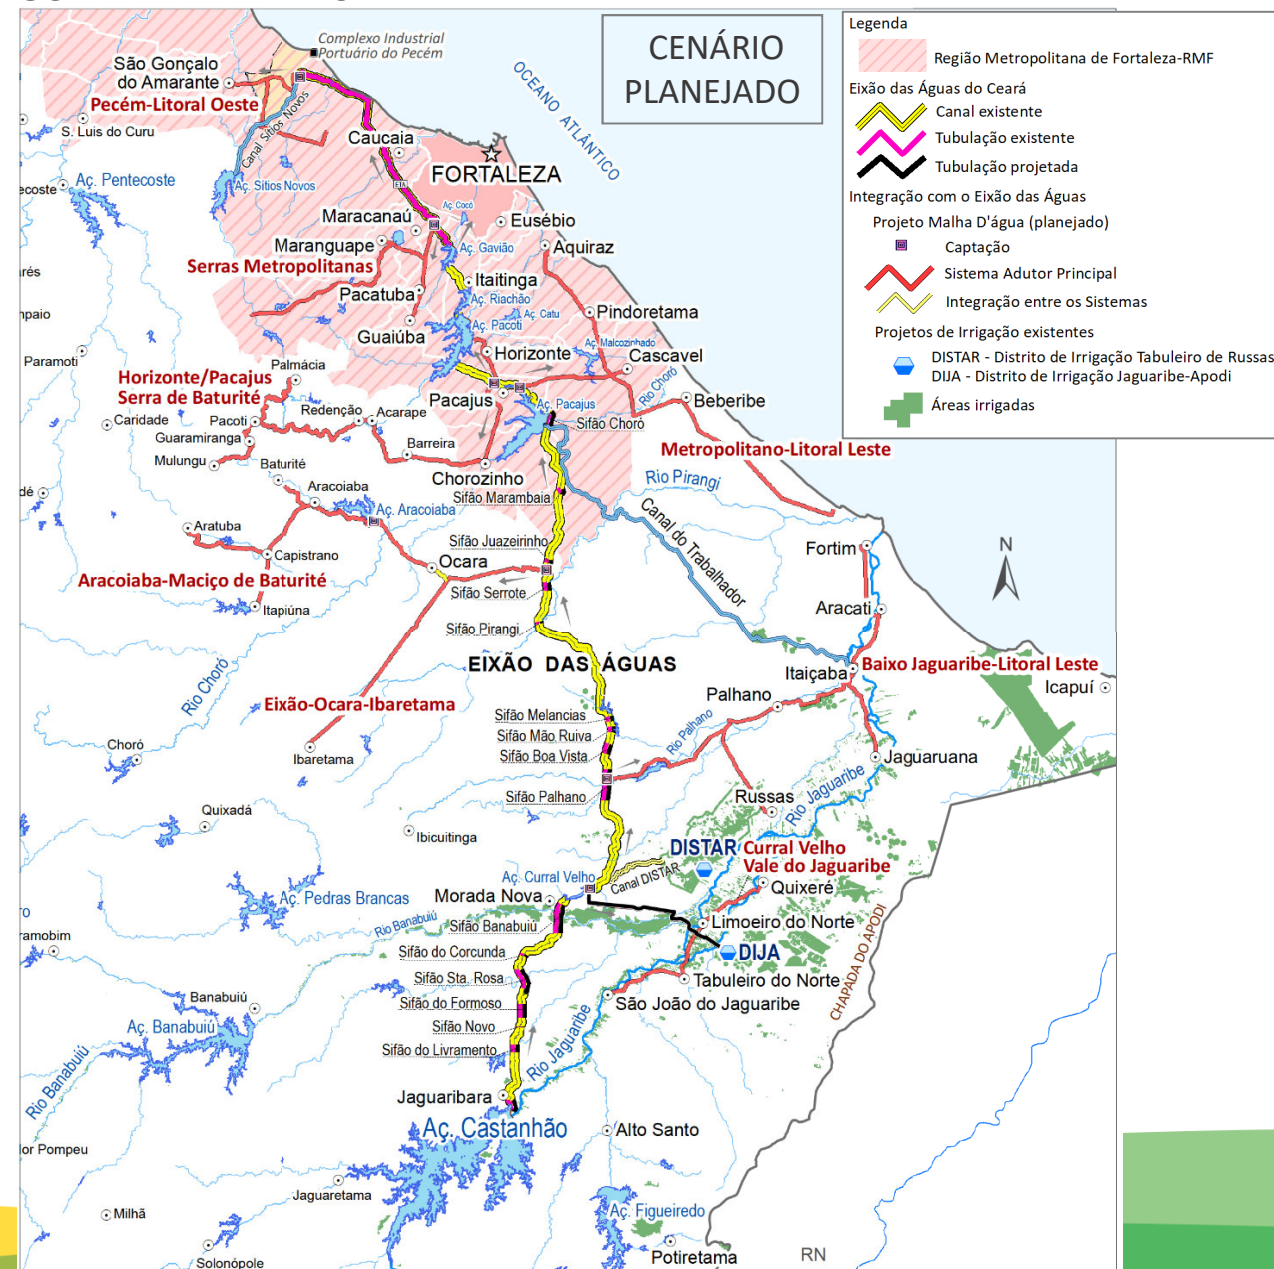 CENÁRIO
PLANEJADO
Legenda
Região Metropolitana de Fortaleza-RMF
Eixão das Águas do Ceará
Canal existente
Tubulação existente
Tubulação projetada
Integração com o Eixão das Águas
Projeto Malha D'água (planejado)
Captação
Sistema Adutor Principal
Integração entre os Sistemas
Projetos de Irrigação existentes
DISTAR - Distrito de Irrigação Tabuleiro de Russas
DIJA - Distrito de Irrigação Jaguaribe-Apodi
Áreas irrigadas
Complexo Industrial
Portuário do Pecém
São Gonçalo
do Amarante
Pecém-Litoral Oeste
S. Luis do Curu
Canal Sítios Novos
OCEANO ATLÂNTICO
Caucaia
FORTALEZA
ETA
Aç. Pentecoste
Aç. Sítios Novos
Maracanaú
Aç. Cocó
Eusébio
Maranguape
Aç. Gavião
Aquiraz
Serras Metropolitanas
Itaitinga
Pacatuba
Aç. Riachão
Aç. Catu
Pindoretama
Guaiúba
Aç. Pacoti
Aç. Malcozinhado
Horizonte
Cascavel
Paramoti
Palmácia
Horizonte/Pacajus
Serra de Baturité
Pacajus
Aç. Pacajus
Rio Choró
Beberibe
Redenção
Acarape
Caridade
Pacoti
Sifão Choró
Guaramiranga
Barreira
Metropolitano-Litoral Leste
Mulungu
Baturité
Chorozinho
Rio Pirangi
Aracoiaba
Sifão Marambaia
Aç. Aracoiaba
Canal do Trabalhador
Aratuba
Sifão Juazeirinho
Fortim
N
Capistrano
Ocara
Aracoiaba-Maciço de Baturité
Sifão Serrote
Itapiúna
Aracati
Sifão Pirangi
EIXÃO DAS ÁGUAS
Baixo Jaguaribe-Litoral Leste
Itaiçaba
Icapuí
Rio Choró
Palhano
Eixão-Ocara-Ibaretama
Sifão Melancias
Sifão Mão Ruiva
Rio Palhano
Sifão Boa Vista
Choró
Ibaretama
Jaguaruana
Sifão Palhano
Russas
Rio Jaguaribe
Quixadá
Ibicuitinga
DISTAR
Curral Velho
Vale do Jaguaribe
Aç. Curral Velho
Canal DISTAR
Quixeré
Aç. Pedras Brancas
Morada Nova
Rio Banabuiú
Sifão Banabuiú
Limoeiro do Norte
Sifão do Corcunda
DIJA
CHAPADA DO APODI
Sifão Sta. Rosa
Tabuleiro do Norte
Banabuiú
Sifão do Formoso
São João do Jaguaribe
Aç. Banabuiú
Sifão Novo
Sifão do Livramento
Rio Jaguaribe
Rio Banabuiú
Jaguaribara
Aç. Castanhão
Alto Santo
Jaguaretama
Milhã
Aç. Figueiredo
Solonópole
Potiretama
RN